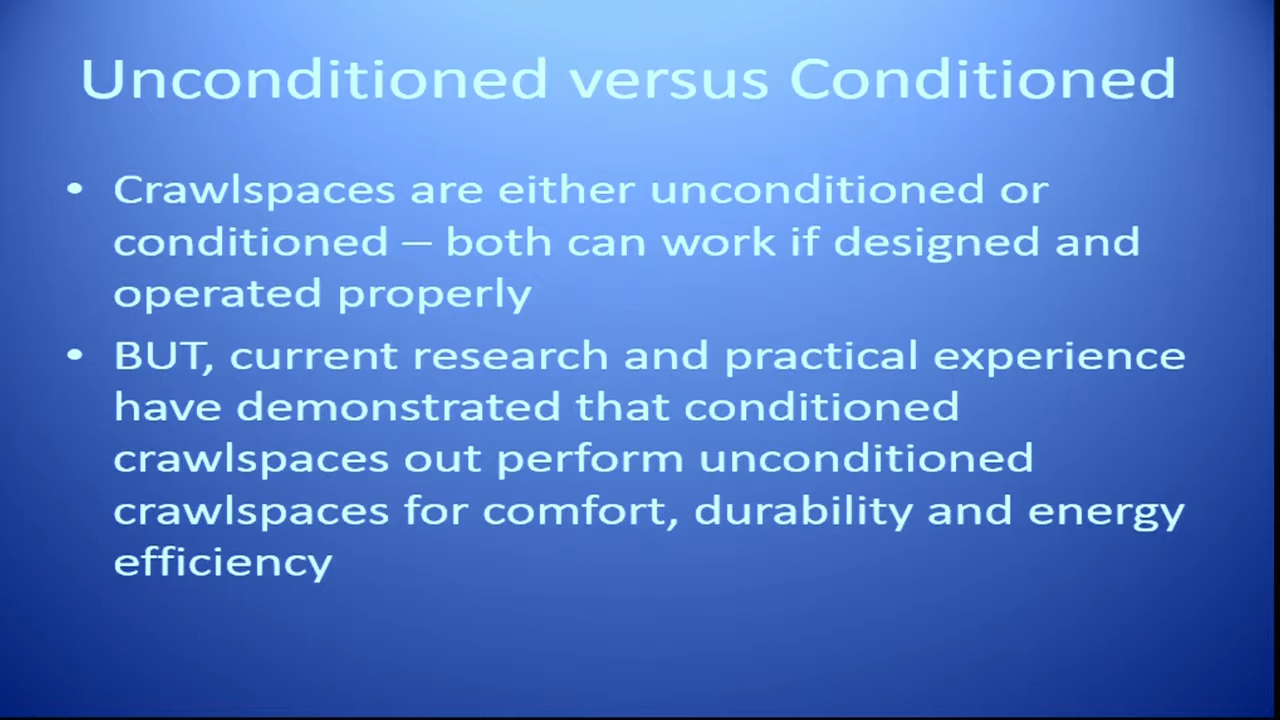 Unconditioned versus Conditioned
• Crawlspaces are either unconditioned or
conditioned – both can work if designed and
operated properly
• BUT, current research and practical experience
have demonstrated that conditioned
crawlspaces out perform unconditioned
crawlspaces for comfort, durability and energy
efficiency